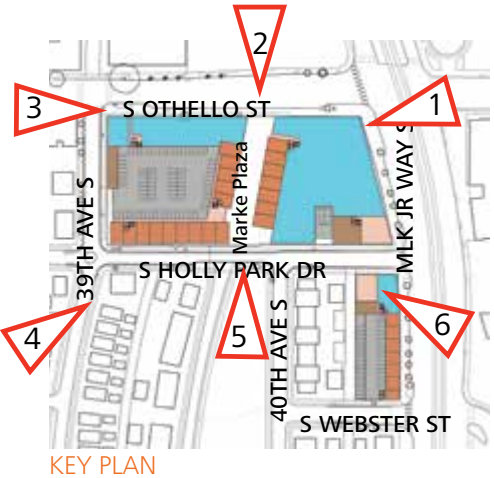 2
3
S OTHELLO ST
1
Marke Plaza
39TH AVE S
MLK JR WAY S
S HOLLY PARK DR
4
5
40TH AVE S
6
S WEBSTER ST
KEY PLAN